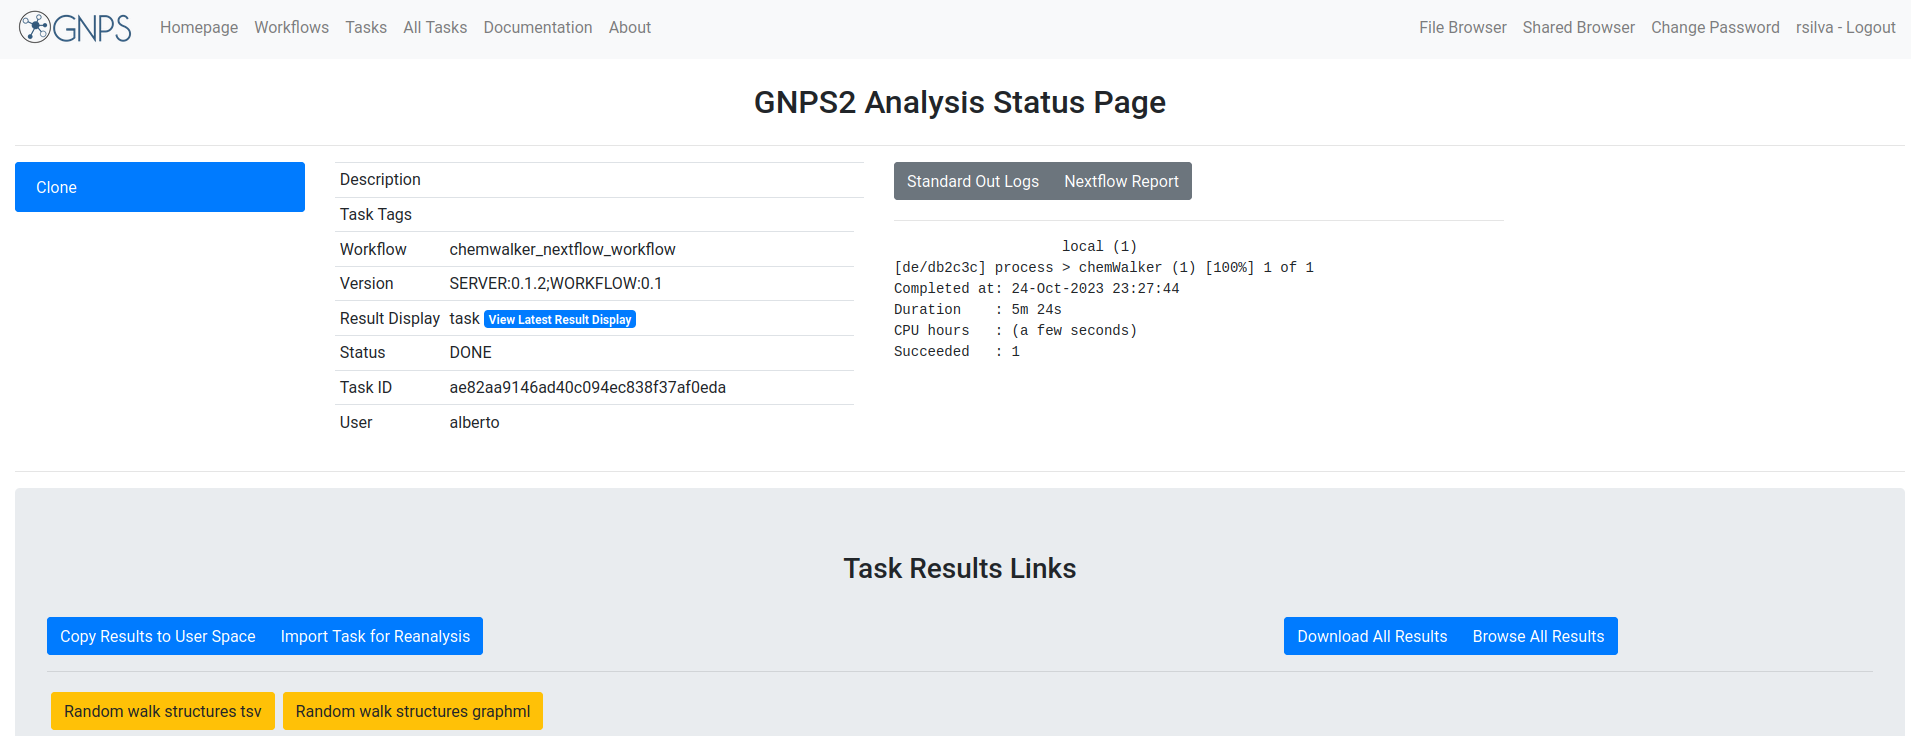 GNPS Homepage Workflows Tasks All Tasks Documentation About File Browser Shared Browser Change Password rsilva - Logout
GNPS2 Analysis Status Page
Clone
Description
Task Tags
Workflow chemwalker_nextflow_workflow
Version SERVER:0.1.2;WORKFLOW:0.1
Result Display task View Latest Result Display
Status DONE
Task ID ae82aa9146ad40c094ec838f37af0eda
User alberto
Standard Out Logs Nextflow Report
local (1)
[de/db2c3c] process > chemWalker (1) [100%] 1 of 1
Completed at: 24-Oct-2023 23:27:44
Duration    : 5m 24s
CPU hours   : (a few seconds)
Succeeded   : 1
Task Results Links
Copy Results to User Space Import Task for Reanalysis Download All Results Browse All Results
Random walk structures tsv Random walk structures graphml